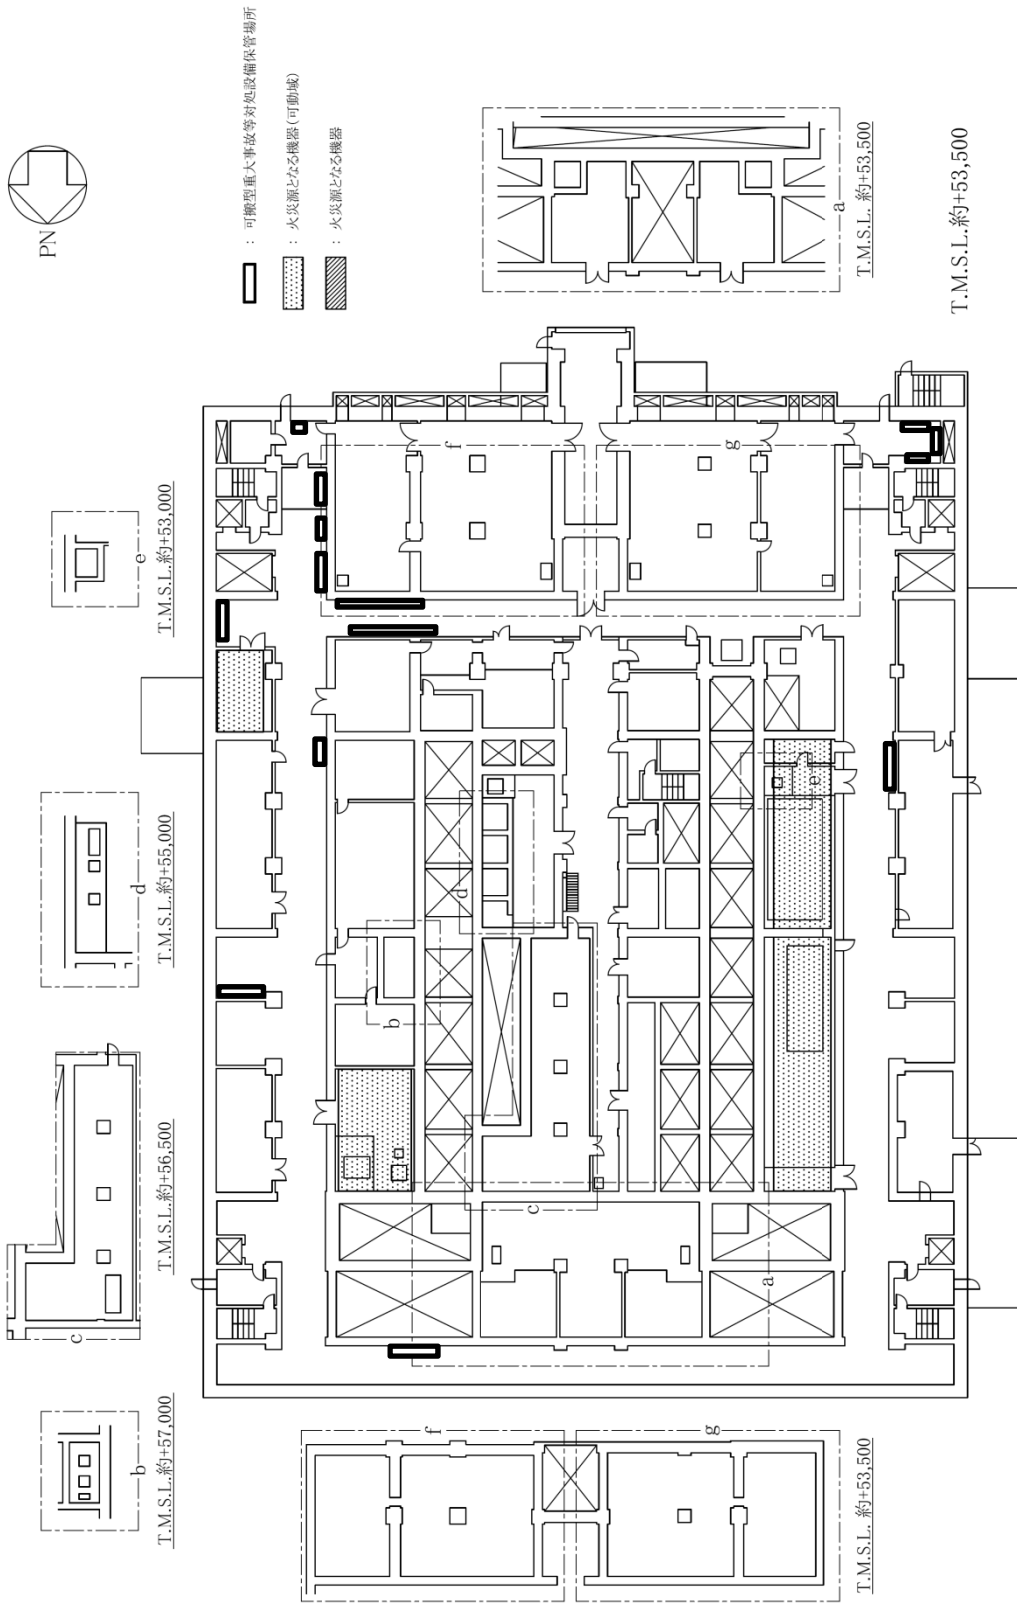 PN
：可搬型重大事故等対処設備保管場所
：火災源となる機器(可動域)
：火災源となる機器
a
T.M.S.L. 約+53,500
T.M.S.L.約+53,500
e
T.M.S.L.約+53,000
d
T.M.S.L.約+55,000
c
T.M.S.L.約+56,500
b
T.M.S.L.約+57,000
f
g
e
d
b
c
a
f
g
T.M.S.L. 約+53,500